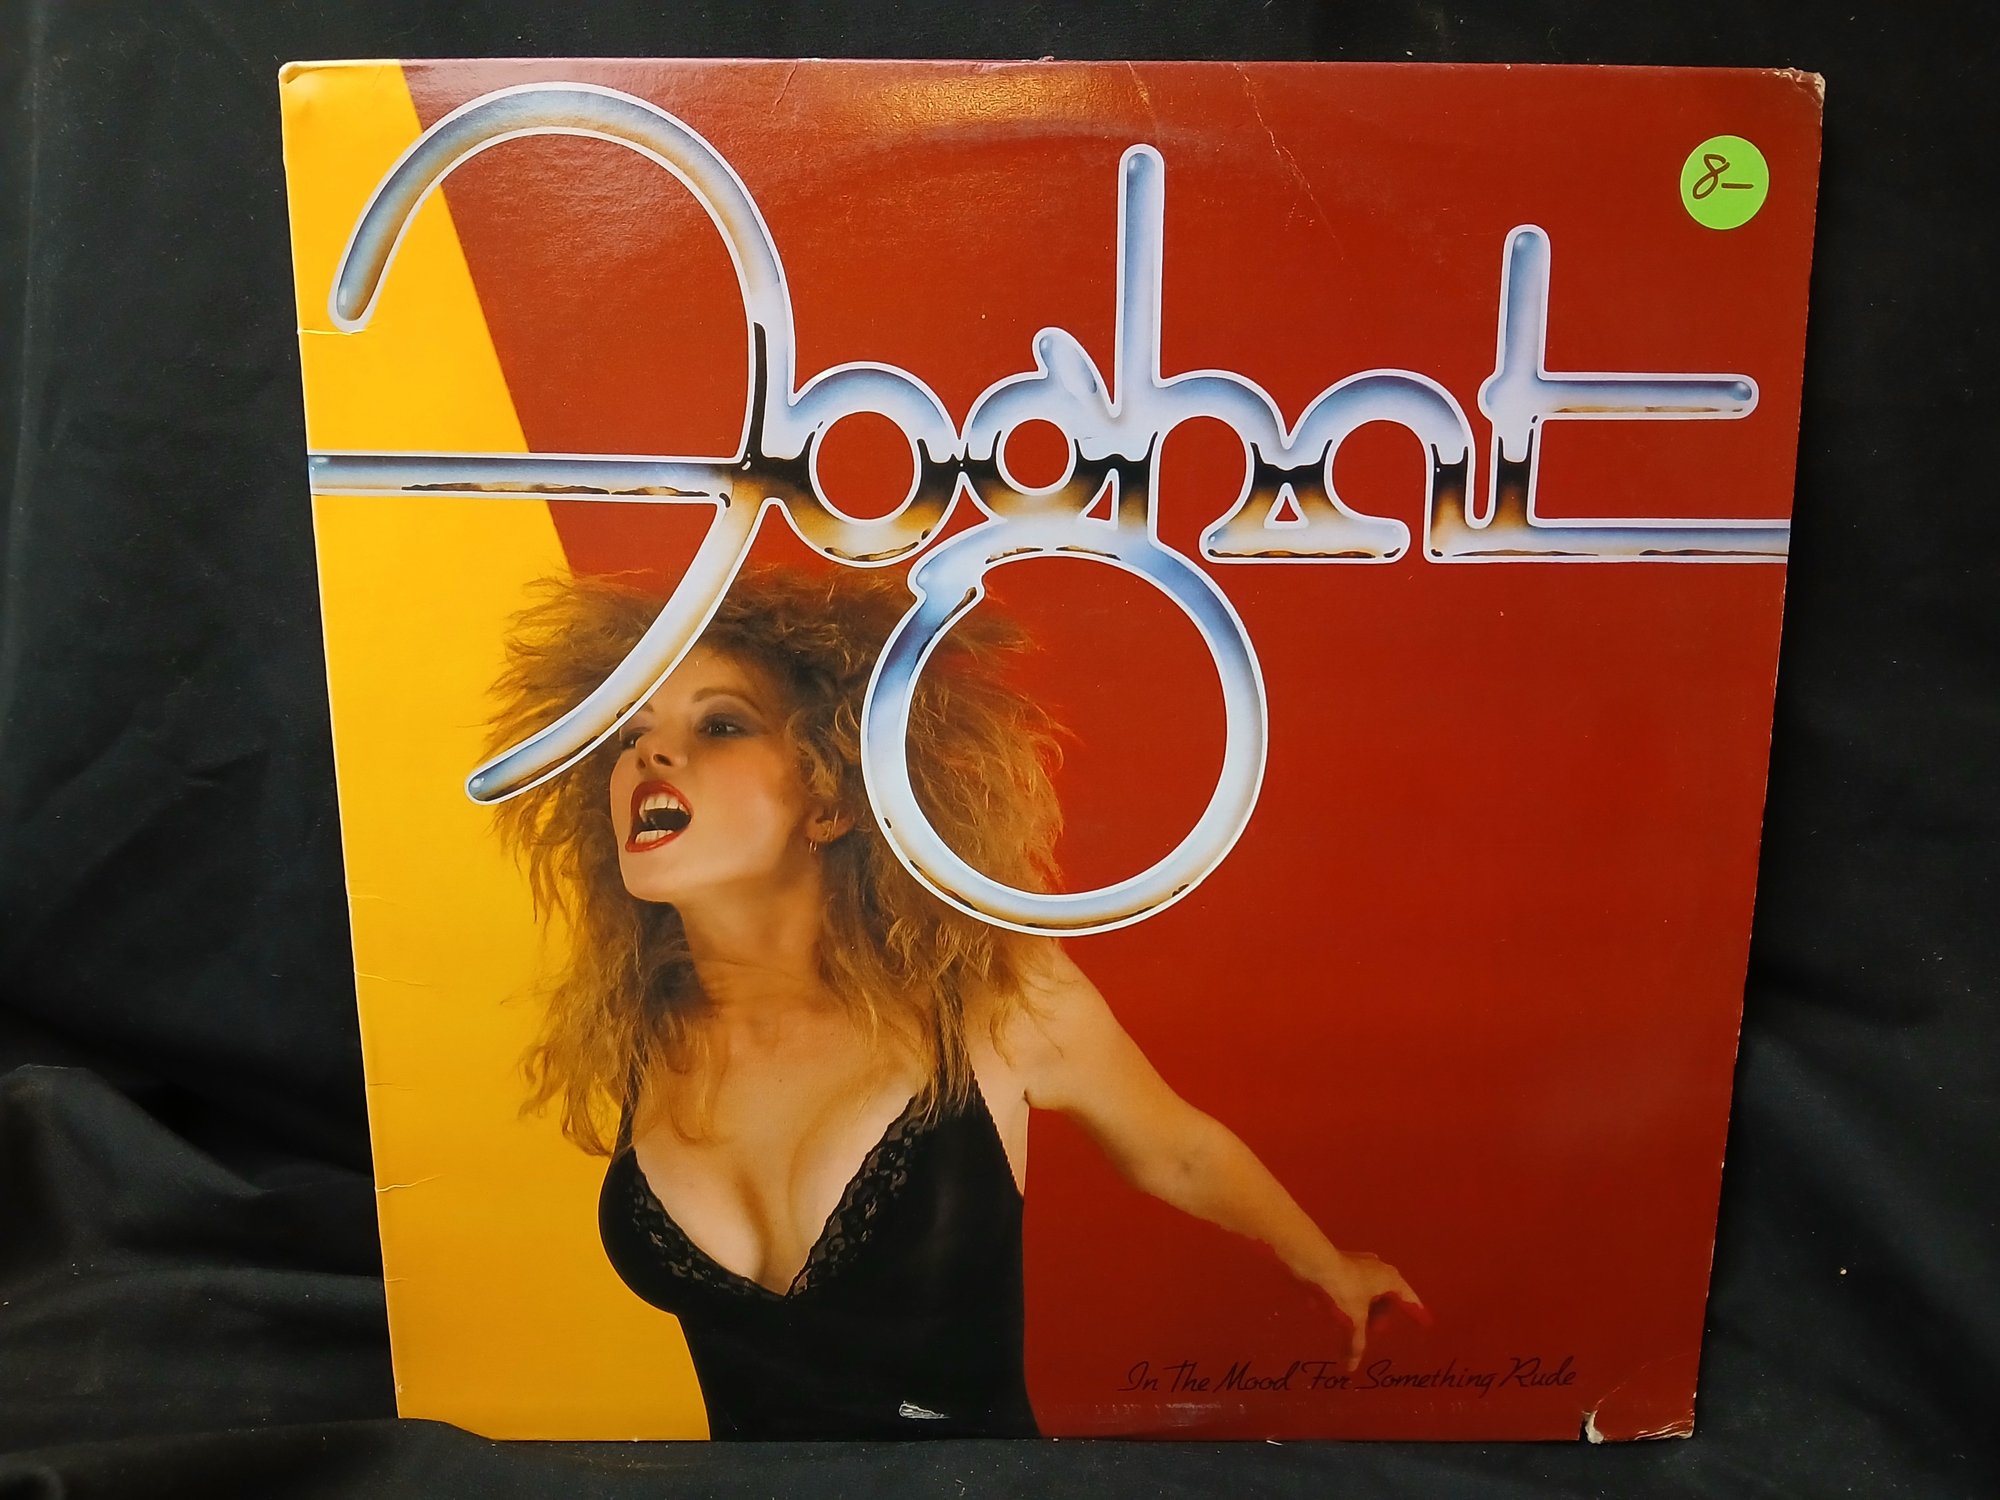 Foghat
8-
In The Mood For Something Rude